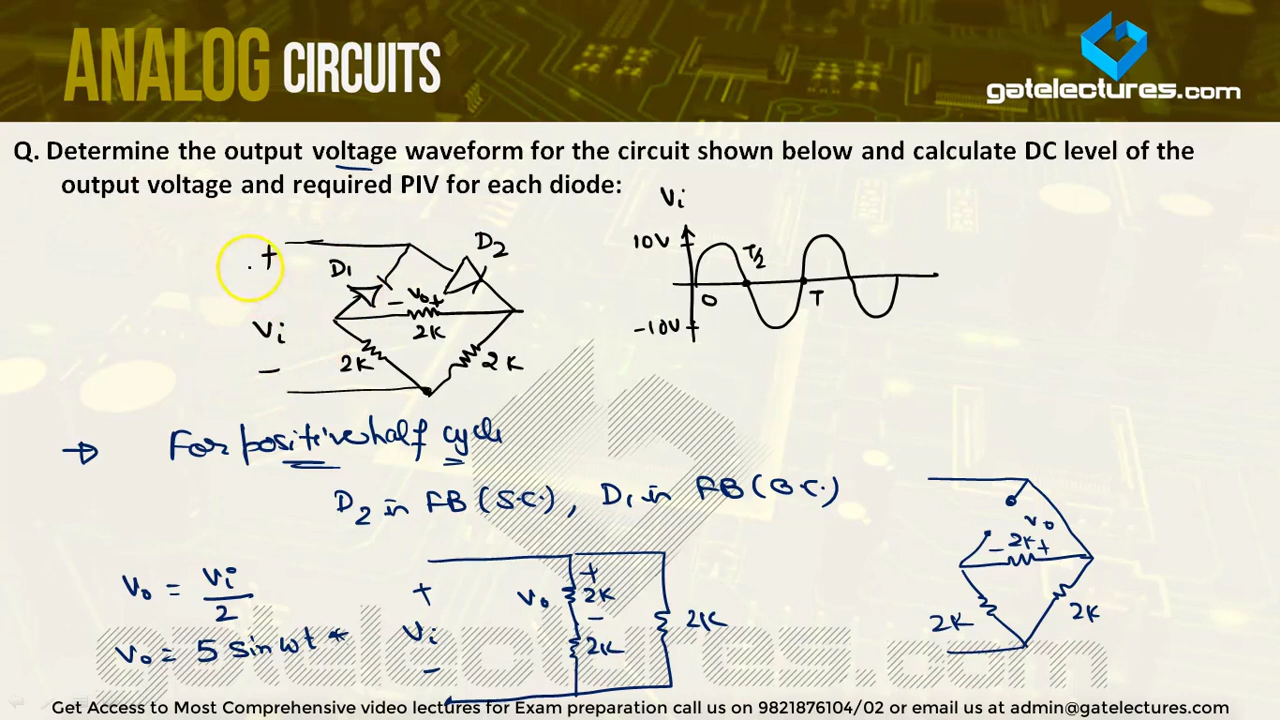 ANALOG CIRCUITS
gatelectures.com
Q. Determine the output voltage waveform for the circuit shown below and calculate DC level of the
output voltage and required PIV for each diode:
Vi
10V
T/2
0
T
-10V
+
D1
D2
- Vo +
2K
Vi
2K
2K
-
→ For positive half cycle
D2 in FB (S.C.), D1 in RB (O.C.)
Vo
- 2K +
2K
2K
Vo = Vi/2
Vo = 5 sin ωt *
+
Vi
-
Vo
+
2K
-
2K
2K
gatelectures.com
Get Access to Most Comprehensive video lectures for Exam preparation call us on 9821876104/02 or email us at admin@gatelectures.com